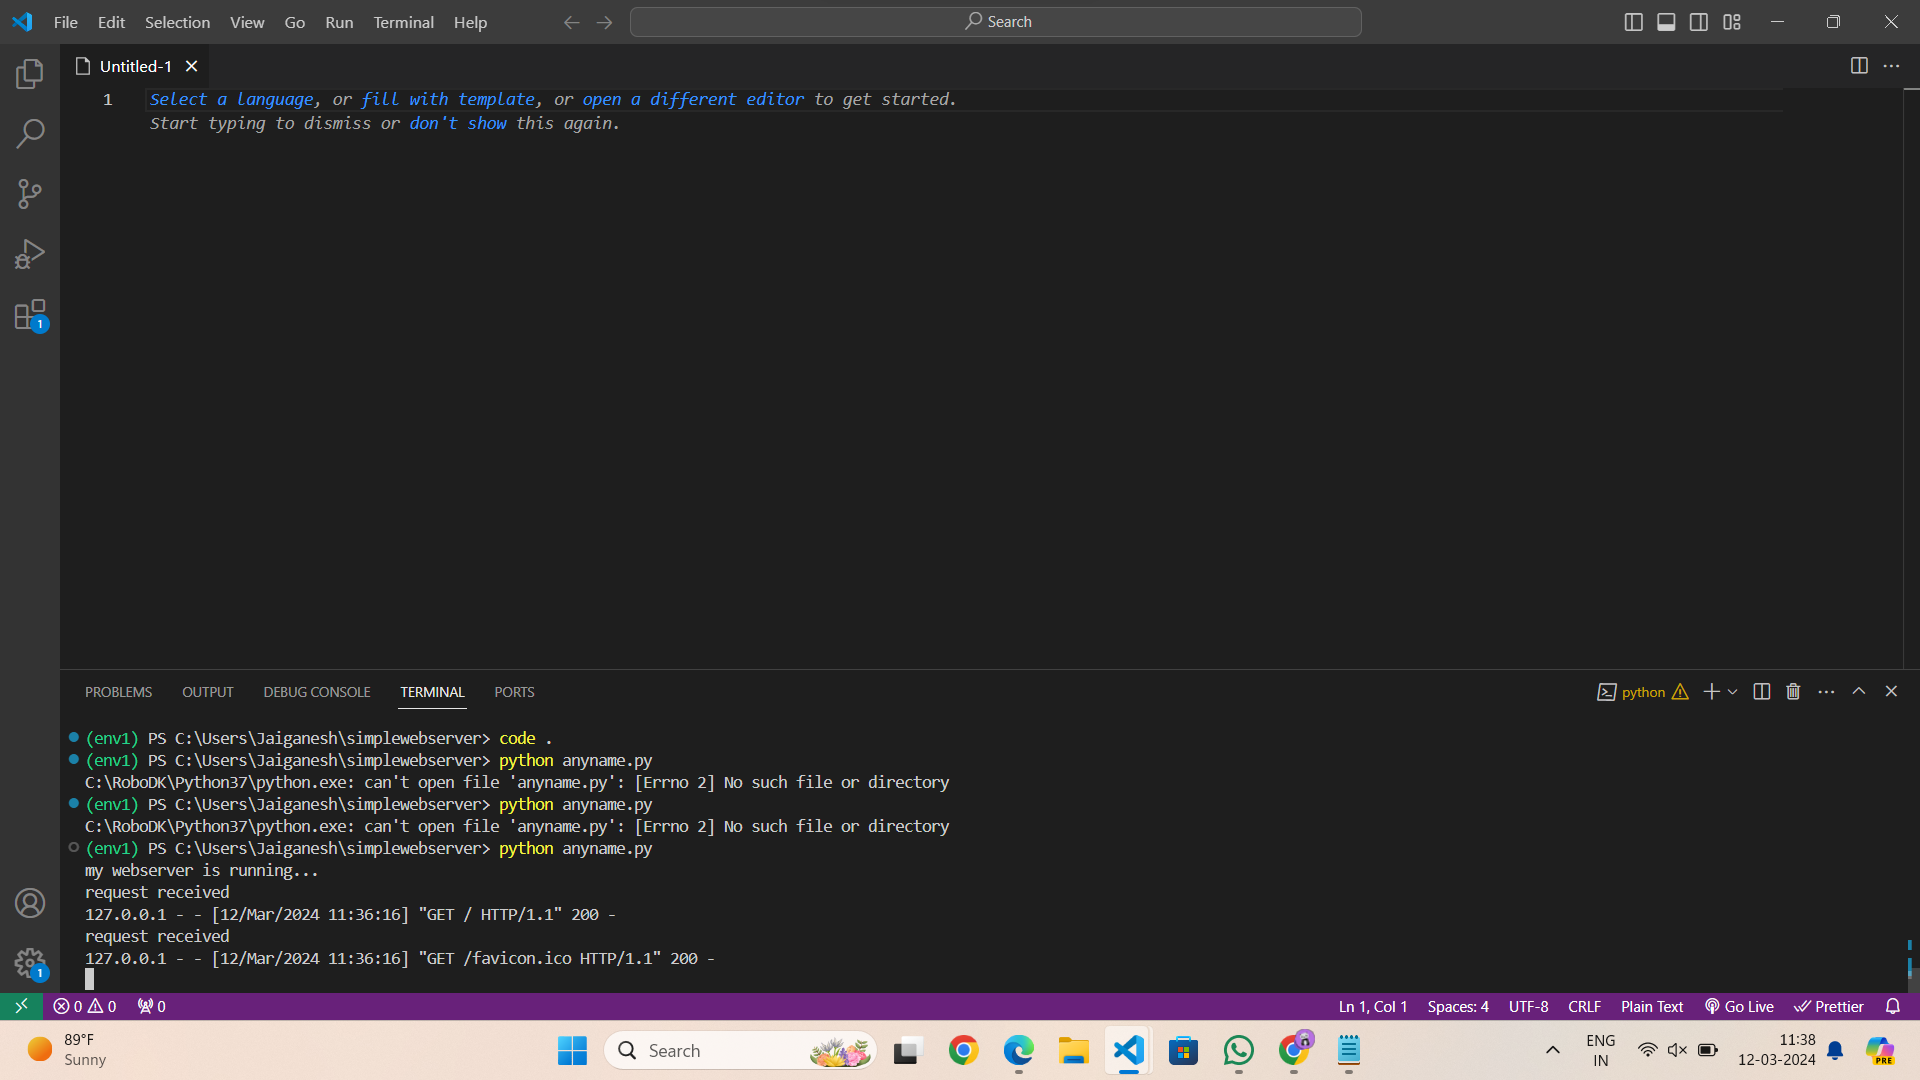 File Edit Selection View Go Run Terminal Help
Search
Untitled-1
1 Select a language, or fill with template, or open a different editor to get started.
Start typing to dismiss or don't show this again.
1
PROBLEMS OUTPUT DEBUG CONSOLE TERMINAL PORTS
python
(env1) PS C:\Users\Jaiganesh\simplewebserver> code .
(env1) PS C:\Users\Jaiganesh\simplewebserver> python anyname.py
C:\RoboDK\Python37\python.exe: can't open file 'anyname.py': [Errno 2] No such file or directory
(env1) PS C:\Users\Jaiganesh\simplewebserver> python anyname.py
C:\RoboDK\Python37\python.exe: can't open file 'anyname.py': [Errno 2] No such file or directory
(env1) PS C:\Users\Jaiganesh\simplewebserver> python anyname.py
my webserver is running...
request received
127.0.0.1 - - [12/Mar/2024 11:36:16] "GET / HTTP/1.1" 200 -
request received
127.0.0.1 - - [12/Mar/2024 11:36:16] "GET /favicon.ico HTTP/1.1" 200 -
1
0 0 0 Ln 1, Col 1 Spaces: 4 UTF-8 CRLF Plain Text Go Live Prettier
89°F
Sunny
Search
ENG
IN
11:38
12-03-2024
PRE